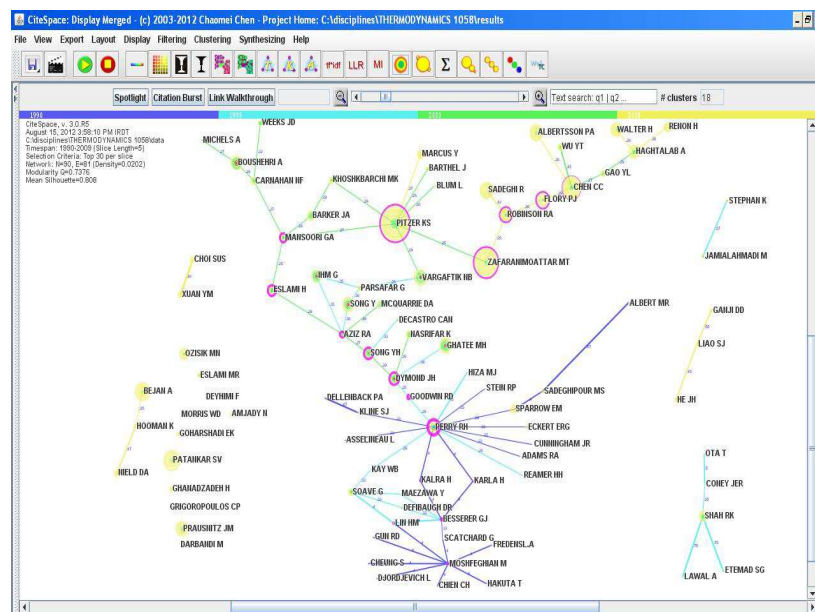 CiteSpace: Display Merged - (c) 2003-2012 Chaomei Chen - Project Home: C:\disciplines\THERMODYNAMICS 1058\results
File View Export Layout Display Filtering Clustering Synthesizing Help
tf*idf LLR MI Σ
Spotlight Citation Burst Link Walkthrough Text search: q1 | q2 ... # clusters 18
1990
CiteSpace, v. 3.0.R5
August 15, 2012 3:58:10 PM IRDT
C:\disciplines\THERMODYNAMICS 1058\data
Timespan: 1990-2009 (Slice Length=5)
Selection Criteria: Top 30 per slice
Network: N=90, E=81 (Density=0.0202)
Modularity Q=0.7376
Mean Silhouette=0.808
WEEKS JD
MICHELS A
BOUSHEHRI A
CARNAHAN NF
KHOSHKBARCHI MK
MARCUS Y
BARTHEL J
BLUM L
ALBERTSSON PA
WU YT
WALTER H
RENON H
HAGHTALAB A
GAO YL
CHEN CC
SADEGHI R
FLORY PJ
ROBINSON RA
BARKER JA
PITZER KS
MANSOORI GA
STEPHAN K
JAMIALAHMADI M
CHOI SUS
XUAN YM
ZAFARANIMOATTAR MT
IHM G
VARGAFTIK NB
PARSAFAR G
ESLAMI H
SONG Y
MCQUARRIE DA
DECASTRO CAN
AZIZ RA
NASRIFAR K
GHATEE MH
SONG YH
DYMOND JH
ALBERT MR
GANJI DD
LIAO SJ
HE JH
OZISIK MN
ESLAMI MR
BEJAN A
DEYHIMI F
MORRIS WD
AMJADY N
HOOMAN K
GOHARSHADI EK
PATANKAR SV
NIELD DA
GHANADZADEH H
GRIGOROPOULOS CP
PRAUSNITZ JM
DARBANDI M
HIZA MJ
STEIN RP
SADEGHIPOUR MS
DELLENBACK PA
GOODWIN RD
KLINE SJ
SPARROW EM
PERRY RH
ECKERT ERG
ASSELINEAU L
CUNNINGHAM JR
ADAMS RA
KAY WB
REAMER HH
KALRA H
KARLA H
SOAVE G
MAEZAWA Y
DEFIBAUGH DR
LIN HM
BESSERER GJ
GUN RD
SCATCHARD G
CHEUNG S
MOSHFEGHIAN M
DJORDJEVICH L
CHIEN CH
HAKUTA T
OTA T
CONEY JER
SHAH RK
LAWAL A
ETEMAD SG